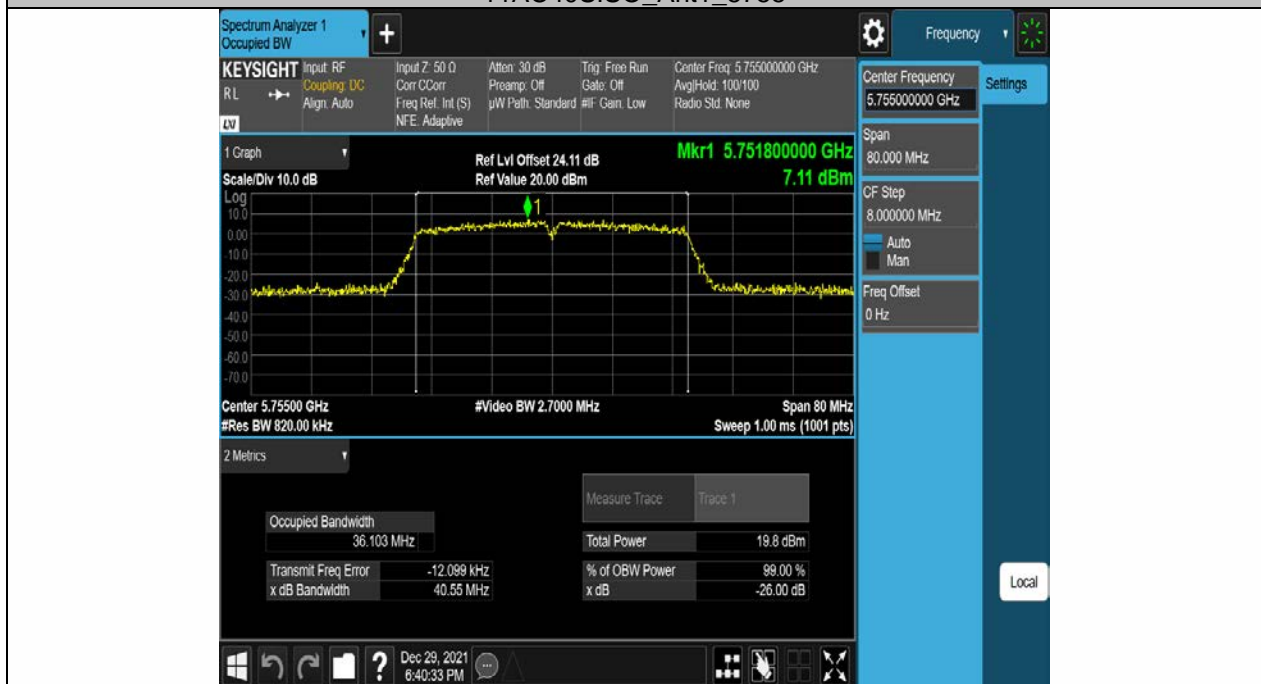 Spectrum Analyzer 1
Occupied BW
+
Frequency
KEYSIGHT
RL
LXI
Input: RF
Coupling: DC
Align: Auto
Input Z: 50 Ω
Corr CCorr
Freq Ref: Int (S)
NFE: Adaptive
Atten: 30 dB
Preamp: Off
µW Path: Standard
Trig: Free Run
Gate: Off
#IF Gain: Low
Center Freq: 5.755000000 GHz
Avg|Hold: 100/100
Radio Std: None
Center Frequency
5.755000000 GHz
Settings
Span
80.000 MHz
CF Step
8.000000 MHz
Auto
Man
Freq Offset
0 Hz
1 Graph
Scale/Div 10.0 dB
Ref Lvl Offset 24.11 dB
Ref Value 20.00 dBm
Mkr1 5.751800000 GHz
7.11 dBm
Log
10.0
0.00
-10.0
-20.0
-30.0
-40.0
-50.0
-60.0
-70.0
1
Center 5.75500 GHz
#Res BW 820.00 kHz
#Video BW 2.7000 MHz
Span 80 MHz
Sweep 1.00 ms (1001 pts)
2 Metrics
Measure Trace Trace 1
Occupied Bandwidth
36.103 MHz
Total Power 19.8 dBm
Transmit Freq Error -12.099 kHz
% of OBW Power 99.00 %
x dB Bandwidth 40.55 MHz
x dB -26.00 dB
Local
?
Dec 29, 2021
6:40:33 PM